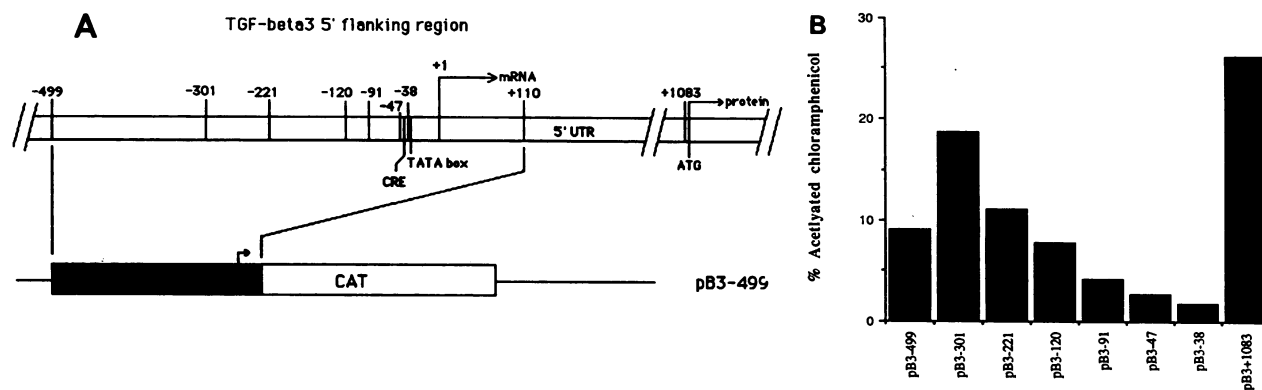 A
TGF-beta3 5' flanking region
+1
mRNA
-499
-301
-221
-120
-91
-47
-38
+110
+1083
protein
5' UTR
TATA box
CRE
ATG
CAT
pB3-499
B
% Acetlyated chloramphenicol
30
20
10
0
pB3-499
pB3-301
pB3-221
pB3-120
pB3-91
pB3-47
pB3-38
pB3+1083